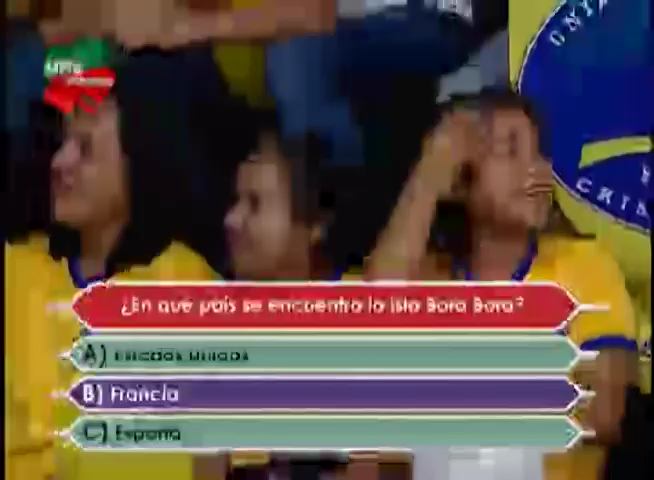 ¿En qué país se encuentra la isla Bora Bora?
A) Estados Unidos
B) Francia
C) España